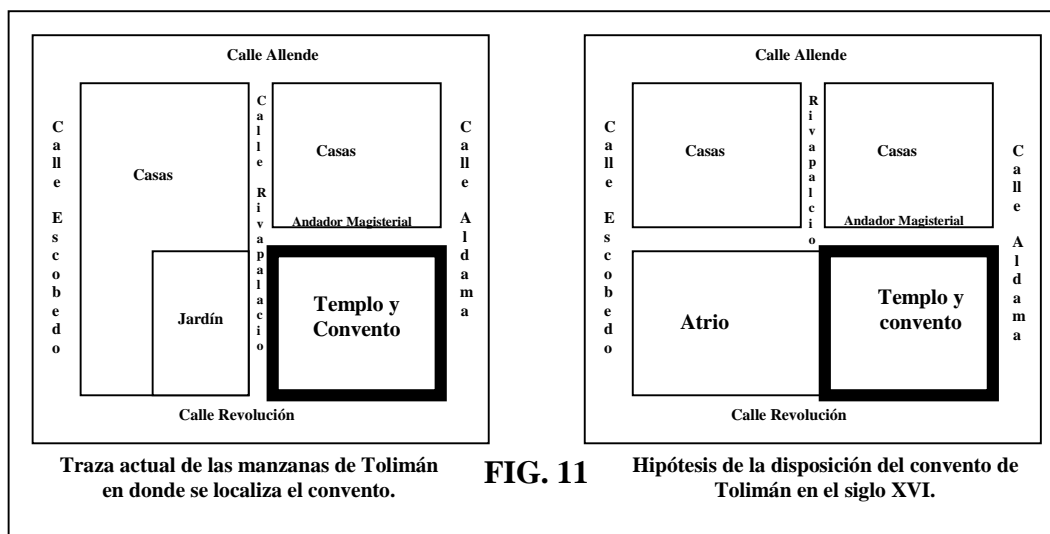 Calle Allende
Calle Escobedo
Casas
Calle Rivapalacio
Casas
Calle Aldama
Andador Magisterial
Jardín
Templo y
Convento
Calle Revolución
Traza actual de las manzanas de Tolimán
en donde se localiza el convento.
FIG. 11
Calle Allende
Calle Escobedo
Casas
Rivapalcio
Casas
Calle Aldama
Andador Magisterial
Atrio
Templo y
convento
Calle Revolución
Hipótesis de la disposición del convento de
Tolimán en el siglo XVI.